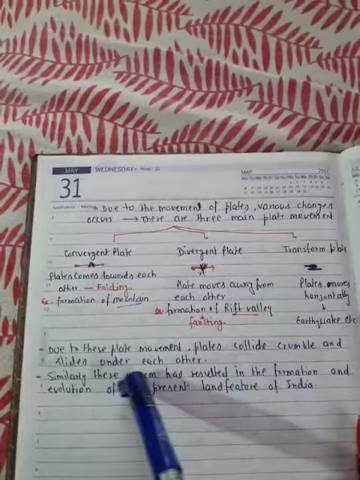 MAY
WEDNESDAY
31
MAY
Due to the movement of plates, various changes
occurs → There are three main plate movement
Convergent Plate Divergent Plate Transform plate
Plates comes towards each other — Folding.
Ex- formation of mountain
Plate moves away from
each other
Ex formation of Rift valley
faulting
Plates moves
horizontally
Earthquake etc.
- Due to these plate movement, plates collide crumble and
slides under each other.
- Similarly these has resulted in the formation and
evolution of present landfeature of India.